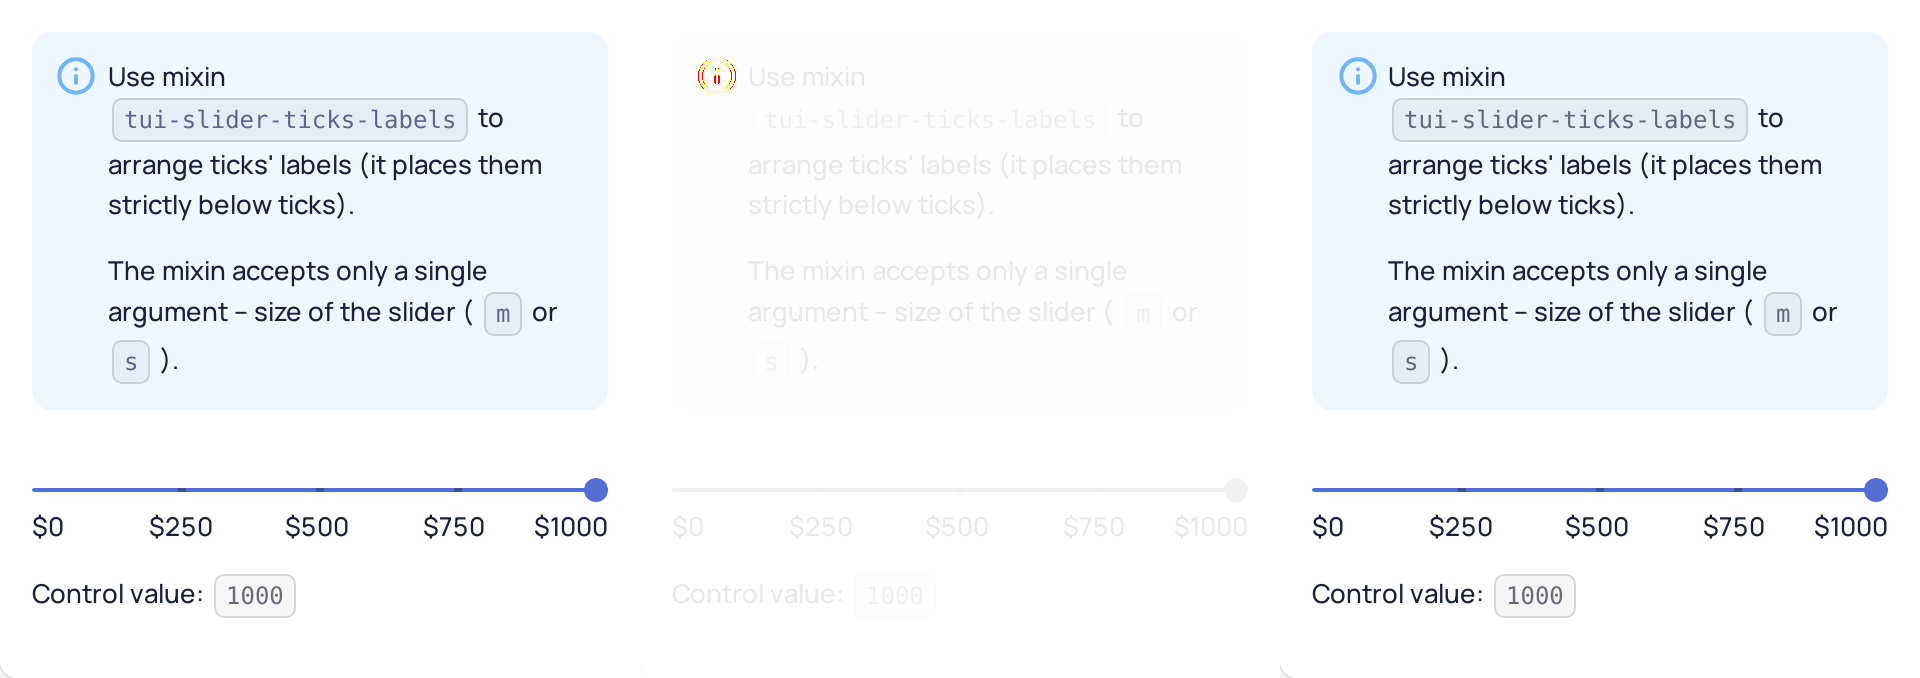 Use mixin
tui-slider-ticks-labels to
arrange ticks' labels (it places them
strictly below ticks).
The mixin accepts only a single
argument – size of the slider ( m or
s ).
$0 $250 $500 $750 $1000
Control value: 1000
Use mixin
tui-slider-ticks-labels to
arrange ticks' labels (it places them
strictly below ticks).
The mixin accepts only a single
argument – size of the slider ( m or
s ).
$0 $250 $500 $750 $1000
Control value: 1000
Use mixin
tui-slider-ticks-labels to
arrange ticks' labels (it places them
strictly below ticks).
The mixin accepts only a single
argument – size of the slider ( m or
s ).
$0 $250 $500 $750 $1000
Control value: 1000